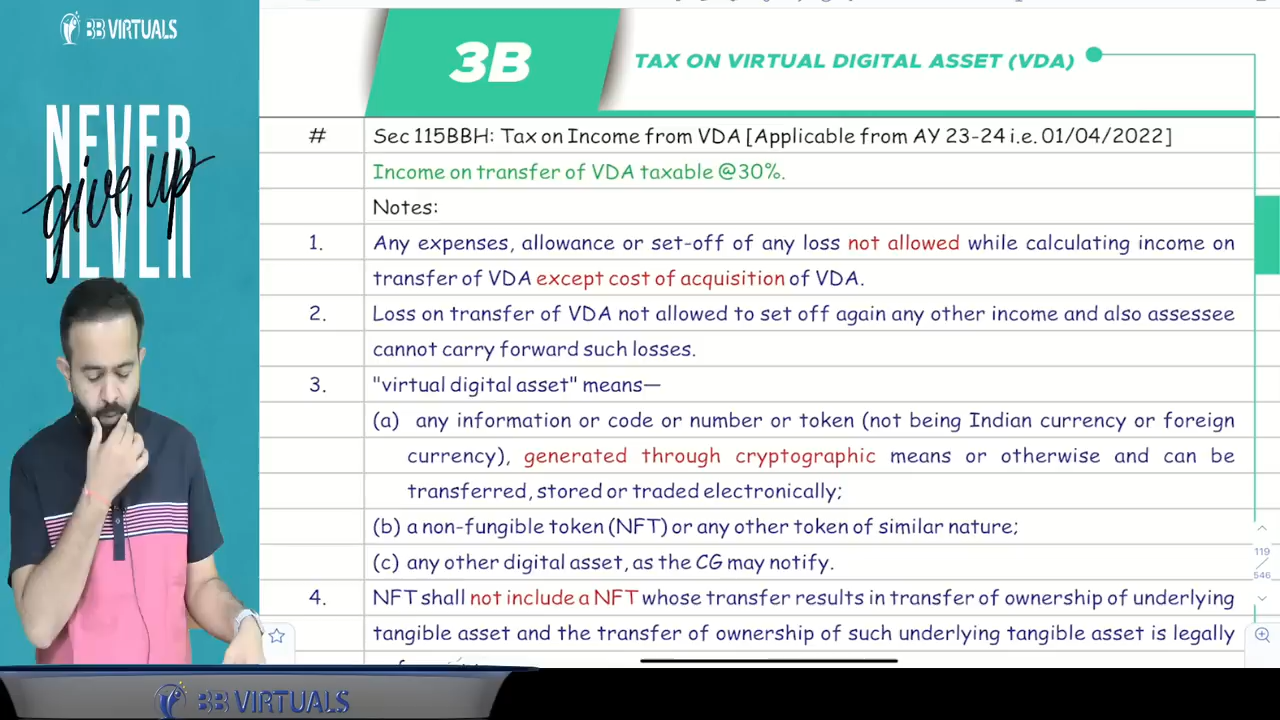 BB VIRTUALS
NEVER
give up
NEVER
3B
TAX ON VIRTUAL DIGITAL ASSET (VDA)
# Sec 115BBH: Tax on Income from VDA [Applicable from AY 23-24 i.e. 01/04/2022]
Income on transfer of VDA taxable @30%.
Notes:
1. Any expenses, allowance or set-off of any loss not allowed while calculating income on
transfer of VDA except cost of acquisition of VDA.
2. Loss on transfer of VDA not allowed to set off again any other income and also assessee
cannot carry forward such losses.
3. "virtual digital asset" means—
(a) any information or code or number or token (not being Indian currency or foreign
currency), generated through cryptographic means or otherwise and can be
transferred, stored or traded electronically;
(b) a non-fungible token (NFT) or any other token of similar nature;
(c) any other digital asset, as the CG may notify.
4. NFT shall not include a NFT whose transfer results in transfer of ownership of underlying
tangible asset and the transfer of ownership of such underlying tangible asset is legally
119
546
BB VIRTUALS